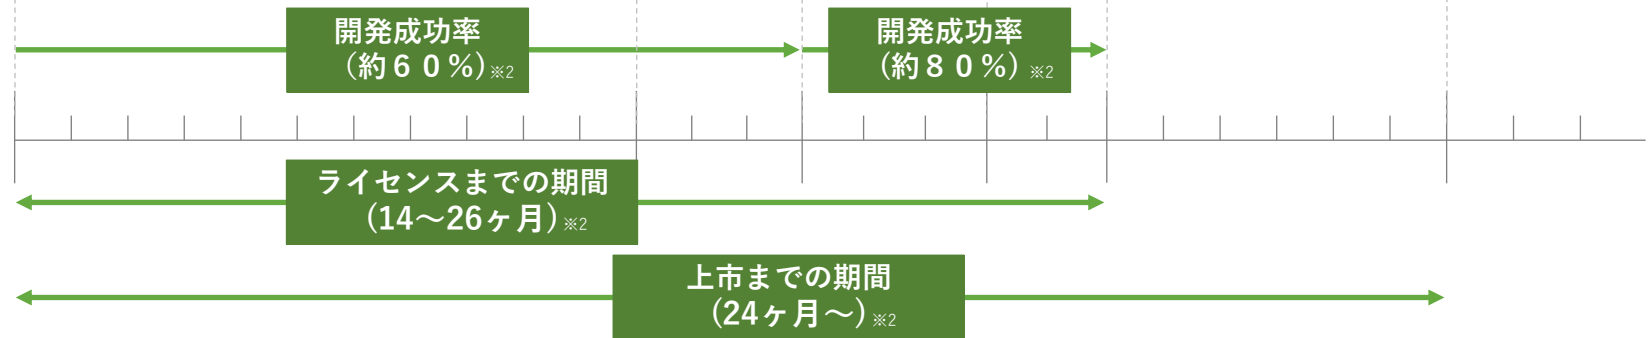 開発成功率
(約６０%)※2
開発成功率
(約８０%)※2
ライセンスまでの期間
(14～26ヶ月)※2
上市までの期間
(24ヶ月～)※2